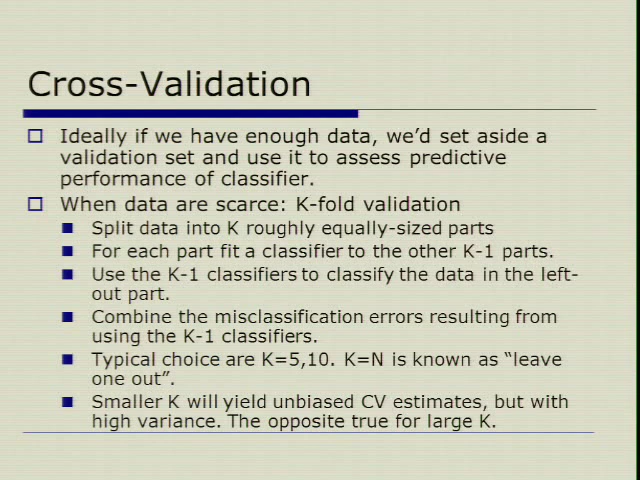 Cross-Validation
Ideally if we have enough data, we'd set aside a
validation set and use it to assess predictive
performance of classifier.
When data are scarce: K-fold validation
Split data into K roughly equally-sized parts
For each part fit a classifier to the other K-1 parts.
Use the K-1 classifiers to classify the data in the left-
out part.
Combine the misclassification errors resulting from
using the K-1 classifiers.
Typical choice are K=5,10. K=N is known as “leave
one out”.
Smaller K will yield unbiased CV estimates, but with
high variance. The opposite true for large K.